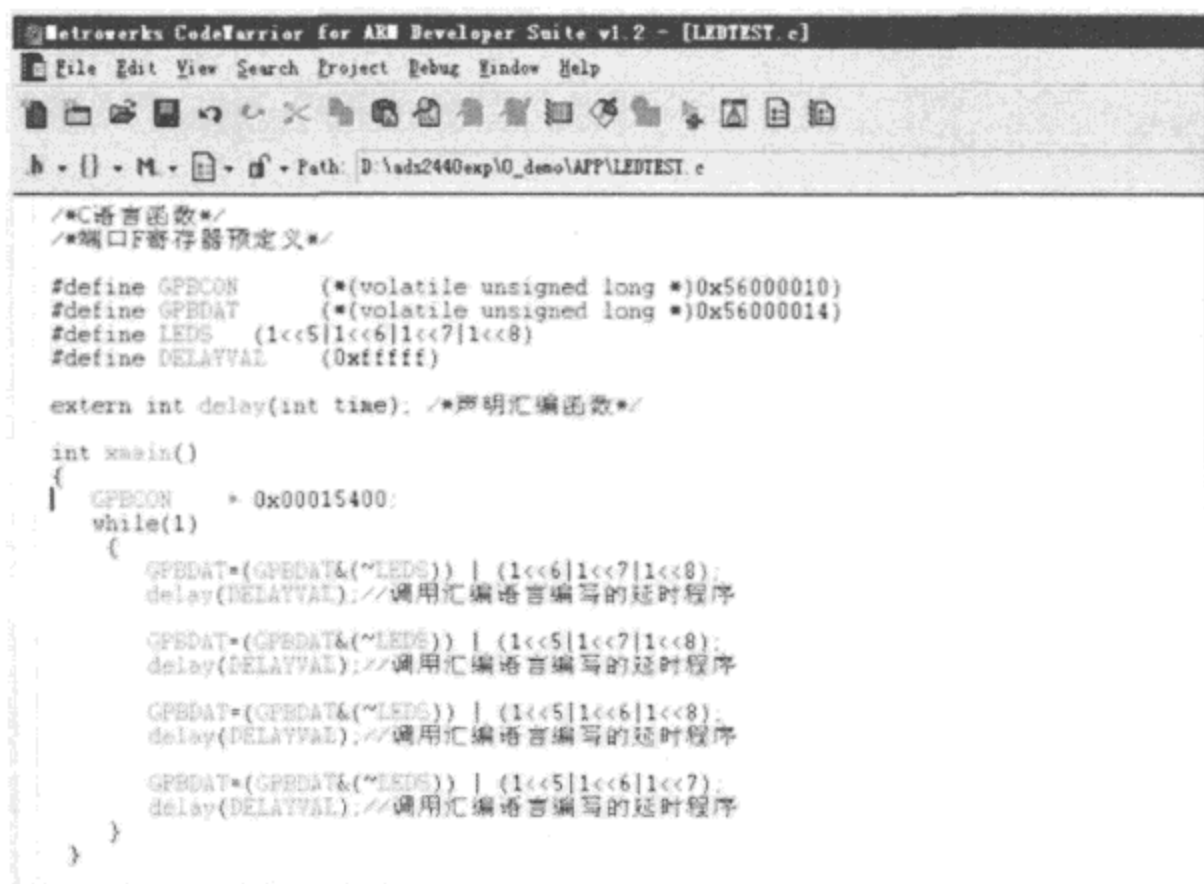 Metrowerks CodeWarrior for ARM Developer Suite v1.2 - [LEDTEST.c]
File Edit View Search Project Debug Window Help
Path: D:\ads2440exp\0_demo\APP\LEDTEST.c
/*C语言函数*/
/*端口F寄存器预定义*/
#define GPBCON (*(volatile unsigned long *)0x56000010)
#define GPBDAT (*(volatile unsigned long *)0x56000014)
#define LEDS (1<<5|1<<6|1<<7|1<<8)
#define DELAYVAL (0xfffff)
extern int delay(int time); /*声明汇编函数*/
int xmain()
{
GPBCON = 0x00015400;
while(1)
{
GPBDAT=(GPBDAT&(~LEDS)) | (1<<6|1<<7|1<<8);
delay(DELAYVAL);//调用汇编语言编写的延时程序
GPBDAT=(GPBDAT&(~LEDS)) | (1<<5|1<<7|1<<8);
delay(DELAYVAL);//调用汇编语言编写的延时程序
GPBDAT=(GPBDAT&(~LEDS)) | (1<<5|1<<6|1<<8);
delay(DELAYVAL);//调用汇编语言编写的延时程序
GPBDAT=(GPBDAT&(~LEDS)) | (1<<5|1<<6|1<<7);
delay(DELAYVAL);//调用汇编语言编写的延时程序
}
}